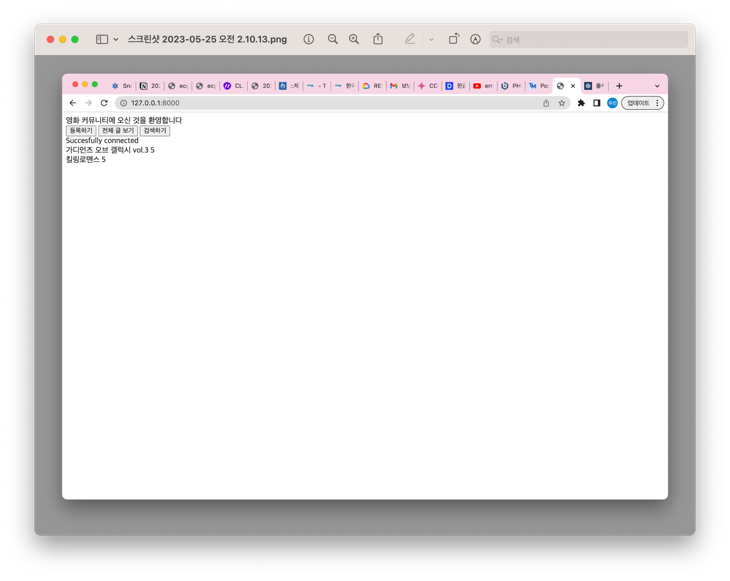 스크린샷 2023-05-25 오전 2.10.13.png
검색
127.0.0.1:8000
업데이트
영화 커뮤니티에 오신 것을 환영합니다
등록하기 전체 글 보기 검색하기
Succesfully connected
가디언즈 오브 갤럭시 vol.3 5
킬링로맨스 5